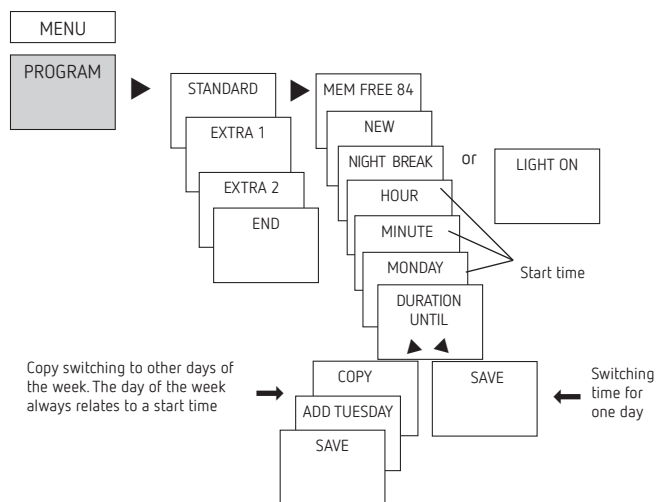 MENU
PROGRAM
STANDARD
EXTRA 1
EXTRA 2
END
MEM FREE 84
NEW
NIGHT BREAK
or
LIGHT ON
HOUR
MINUTE
MONDAY
Start time
DURATION
UNTIL
Copy switching to other days of
the week. The day of the week
always relates to a start time
COPY
ADD TUESDAY
SAVE
SAVE
Switching
time for
one day